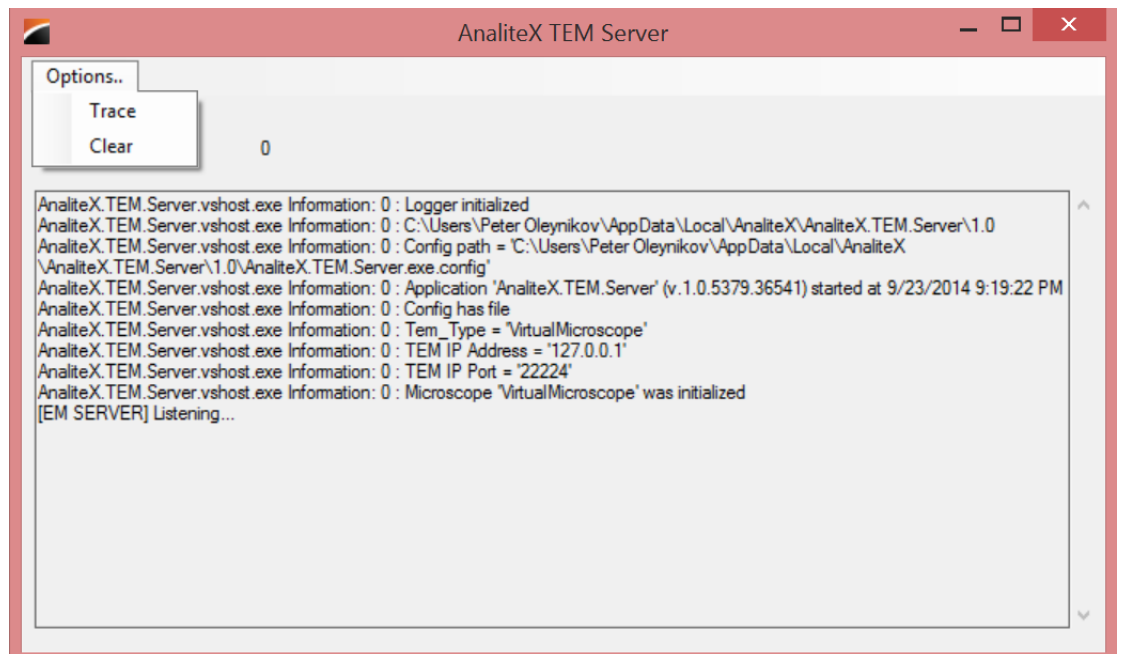 AnaliteX TEM Server
Options..
Trace
Clear
0
AnaliteX.TEM.Server.vshost.exe Information: 0 : Logger initialized
AnaliteX.TEM.Server.vshost.exe Information: 0 : C:\Users\Peter Oleynikov\AppData\Local\AnaliteX\AnaliteX.TEM.Server\1.0
AnaliteX.TEM.Server.vshost.exe Information: 0 : Config path = 'C:\Users\Peter Oleynikov\AppData\Local\AnaliteX
\AnaliteX.TEM.Server\1.0\AnaliteX.TEM.Server.exe.config'
AnaliteX.TEM.Server.vshost.exe Information: 0 : Application 'AnaliteX.TEM.Server' (v.1.0.5379.36541) started at 9/23/2014 9:19:22 PM
AnaliteX.TEM.Server.vshost.exe Information: 0 : Config has file
AnaliteX.TEM.Server.vshost.exe Information: 0 : Tem_Type = 'VirtualMicroscope'
AnaliteX.TEM.Server.vshost.exe Information: 0 : TEM IP Address = '127.0.0.1'
AnaliteX.TEM.Server.vshost.exe Information: 0 : TEM IP Port = '22224'
AnaliteX.TEM.Server.vshost.exe Information: 0 : Microscope 'VirtualMicroscope' was initialized
[EM SERVER] Listening...